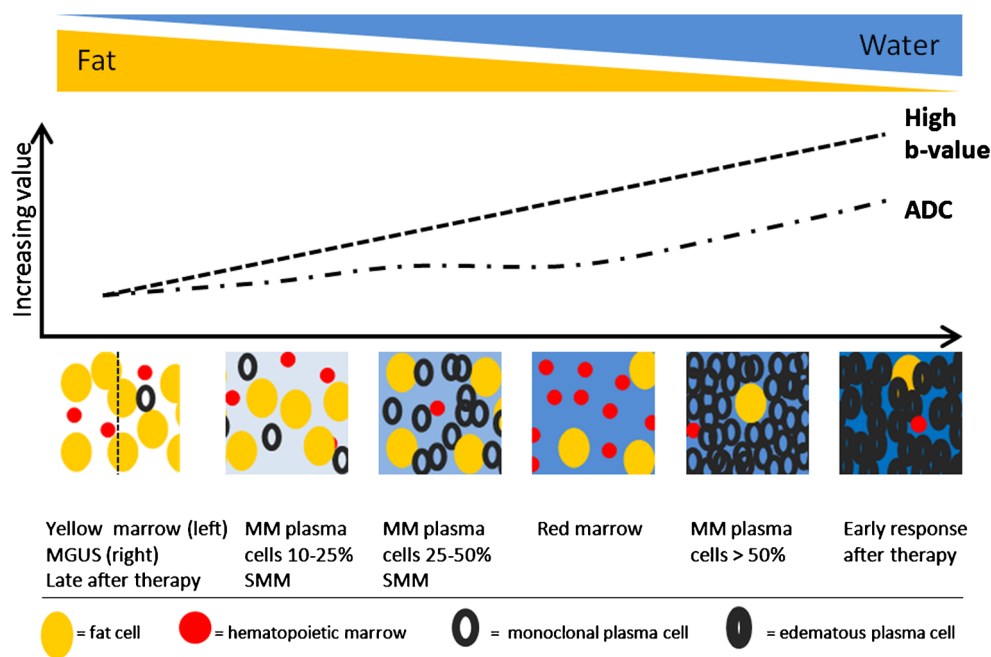 Fat
Water
High
b-value
ADC
Increasing value
Yellow marrow (left)
MGUS (right)
Late after therapy
MM plasma
cells 10-25%
SMM
MM plasma
cells 25-50%
SMM
Red marrow
MM plasma
cells > 50%
Early response
after therapy
= fat cell
= hematopoietic marrow
= monoclonal plasma cell
= edematous plasma cell